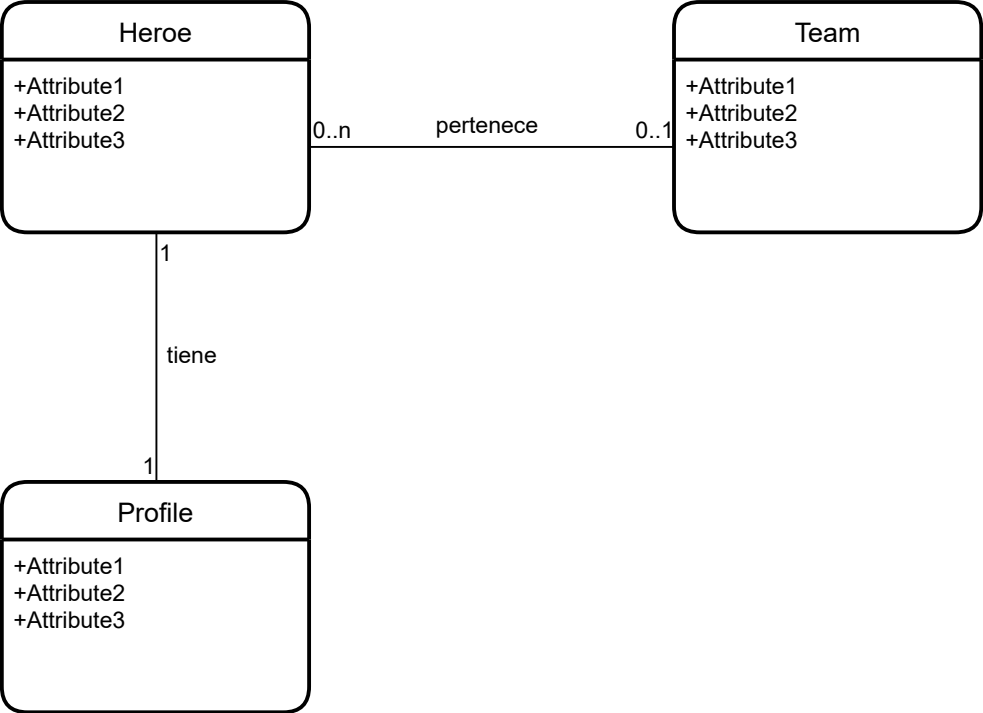 Heroe
+Attribute1
+Attribute2
+Attribute3
0..n
pertenece
0..1
Team
+Attribute1
+Attribute2
+Attribute3
1
tiene
1
Profile
+Attribute1
+Attribute2
+Attribute3